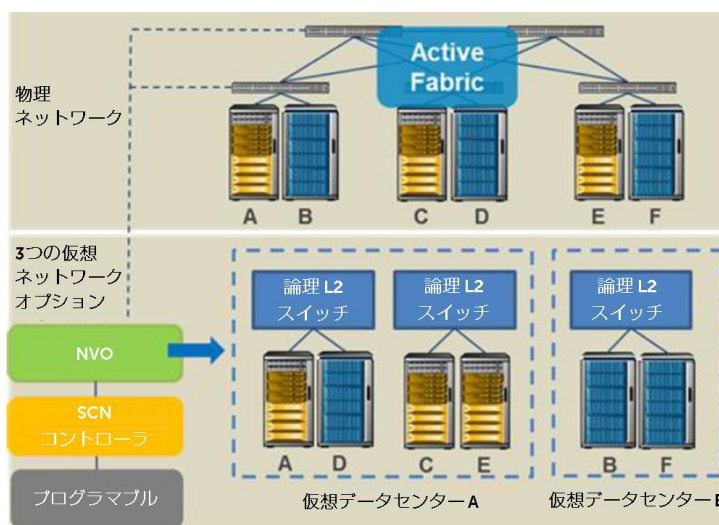 Active
Fabric
物理
ネットワーク
A B C D E F
3つの仮想
ネットワーク
オプション
論理 L2
スイッチ
論理 L2
スイッチ
論理 L2
スイッチ
NVO
SCN
コントローラ
プログラマブル
A D C E B F
仮想データセンター A
仮想データセンター